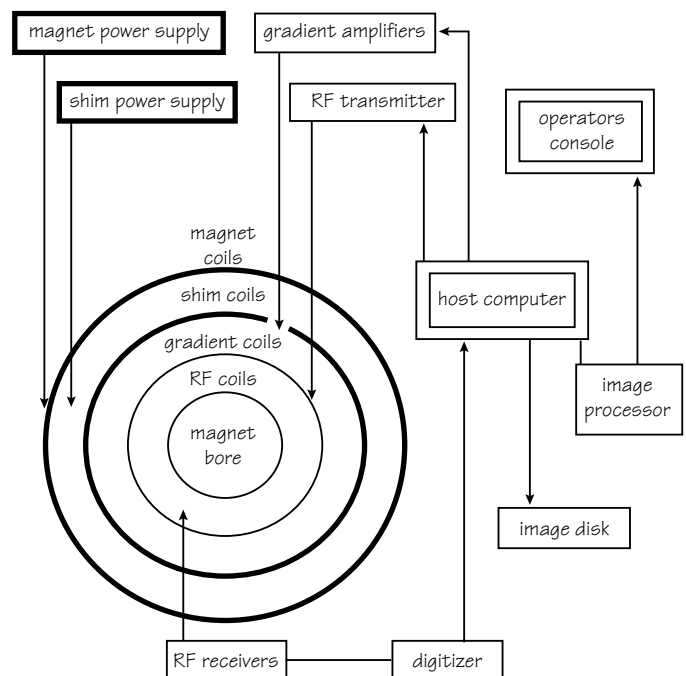 magnet power supply
gradient amplifiers
shim power supply
RF transmitter
operators
console
magnet
coils
shim coils
host computer
gradient coils
RF coils
image
processor
magnet
bore
image disk
RF receivers
digitizer